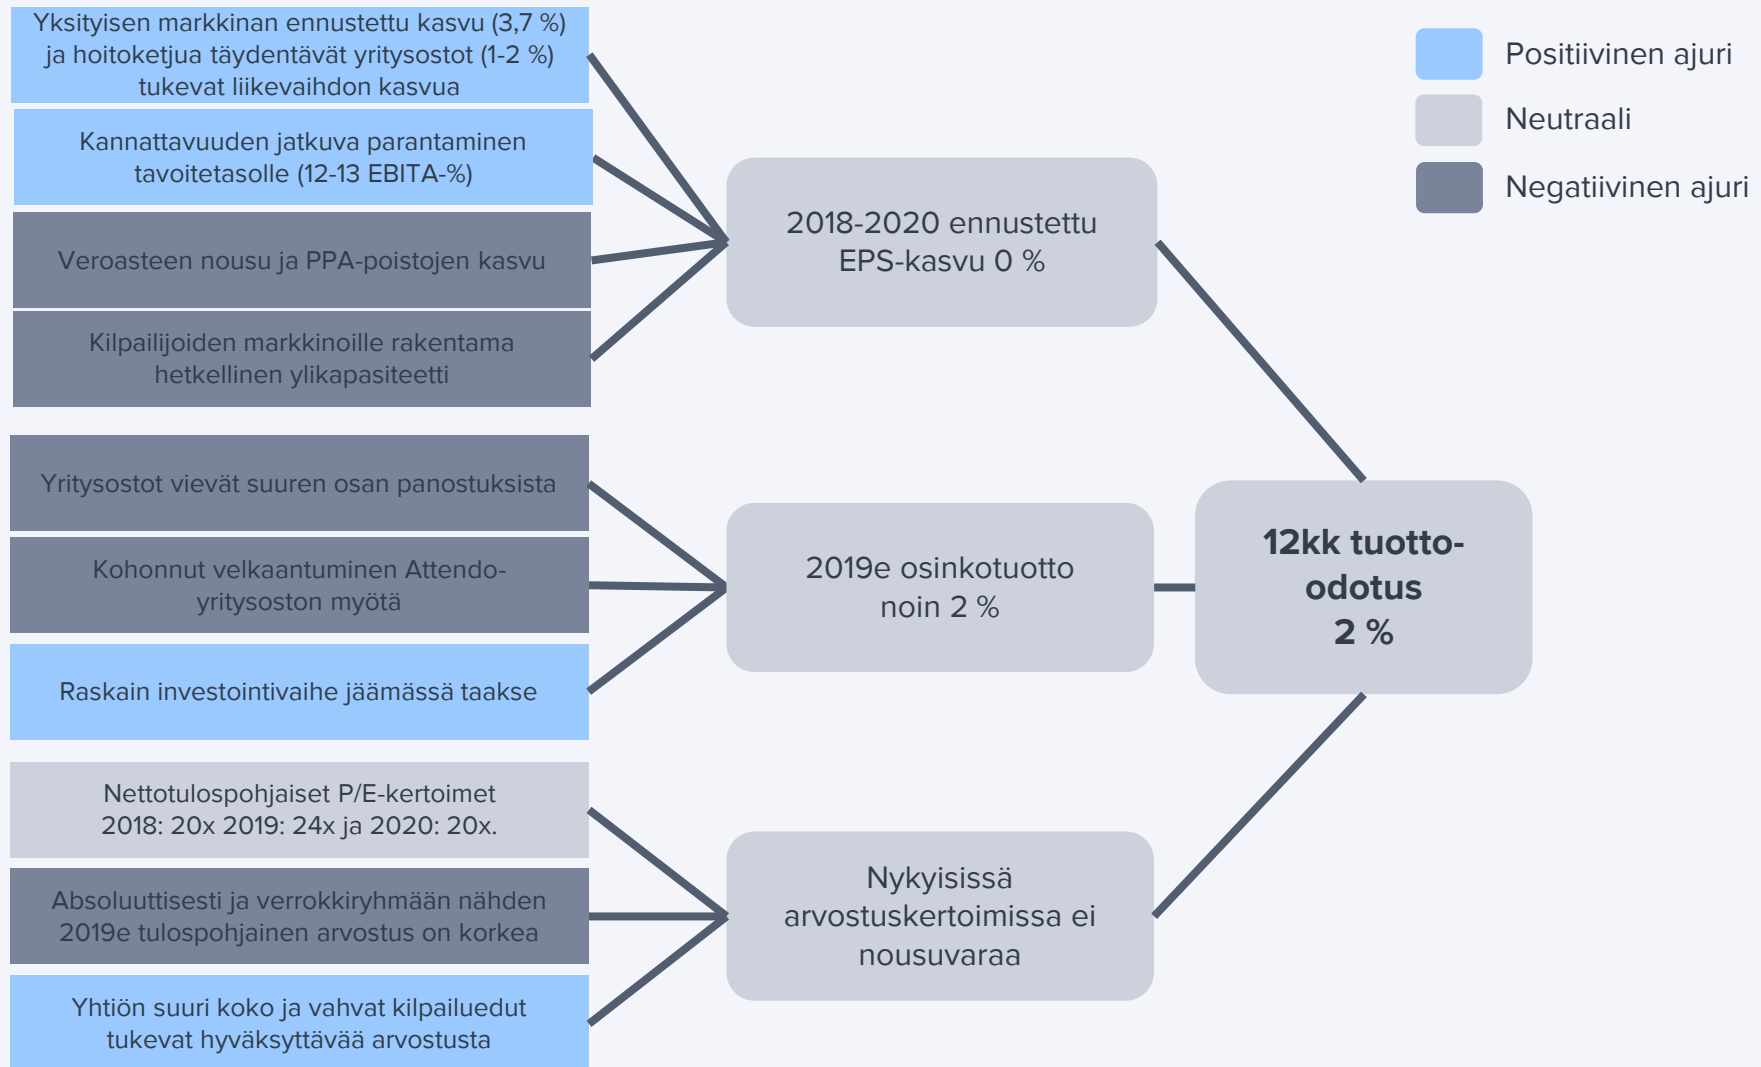 Yksityisen markkinan ennustettu kasvu (3,7 %)
ja hoitoketjua täydentävät yritysostot (1-2 %)
tukevat liikevaihdon kasvua
Kannattavuuden jatkuva parantaminen
tavoitetasolle (12-13 EBITA-%)
Veroasteen nousu ja PPA-poistojen kasvu
Kilpailijoiden markkinoille rakentama
hetkellinen ylikapasiteetti
2018-2020 ennustettu
EPS-kasvu 0 %
Yritysostot vievät suuren osan panostuksista
Kohonnut velkaantuminen Attendo-
yritysoston myötä
Raskain investointivaihe jäämässä taakse
2019e osinkotuotto
noin 2 %
Nettotulospohjaiset P/E-kertoimet
2018: 20x 2019: 24x ja 2020: 20x.
Absoluuttisesti ja verrokkiryhmään nähden
2019e tulospohjainen arvostus on korkea
Yhtiön suuri koko ja vahvat kilpailuedut
tukevat hyväksyttävää arvostusta
Nykyisissä
arvostuskertoimissa ei
nousuvaraa
12kk tuotto-
odotus
2 %
Positiivinen ajuri
Neutraali
Negatiivinen ajuri